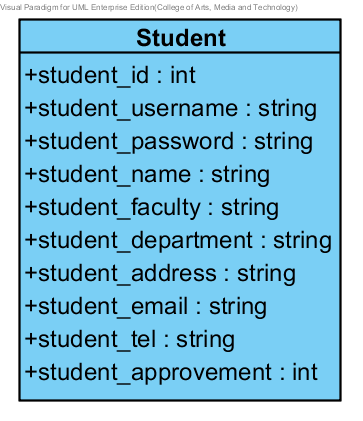 Visual Paradigm for UML Enterprise Edition(College of Arts, Media and Technology)
Student
+student_id : int
+student_username : string
+student_password : string
+student_name : string
+student_faculty : string
+student_department : string
+student_address : string
+student_email : string
+student_tel : string
+student_approvement : int